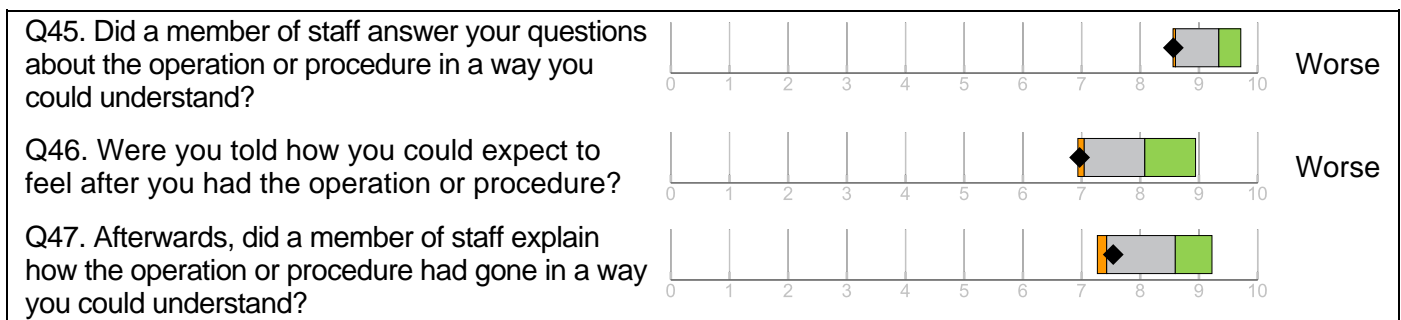 Q45. Did a member of staff answer your questions
about the operation or procedure in a way you
could understand?
Worse
0 1 2 3 4 5 6 7 8 9 10
Q46. Were you told how you could expect to
feel after you had the operation or procedure?
Worse
0 1 2 3 4 5 6 7 8 9 10
Q47. Afterwards, did a member of staff explain
how the operation or procedure had gone in a way
you could understand?
0 1 2 3 4 5 6 7 8 9 10